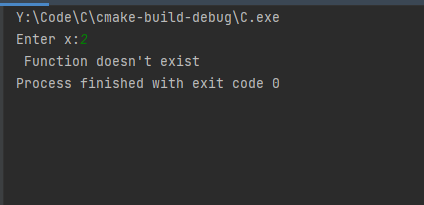 Y:\Code\C\cmake-build-debug\C.exe
Enter x:2
Function doesn't exist
Process finished with exit code 0